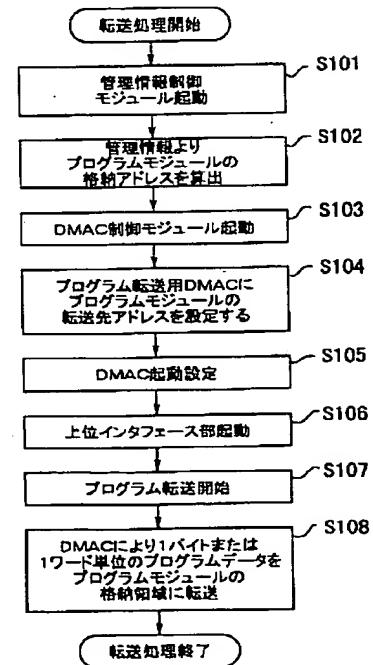 転送処理開始
S101
管理情報制御
モジュール起動
S102
管理情報より
プログラムモジュールの
格納アドレスを算出
S103
DMAC制御モジュール起動
S104
プログラム転送用DMACに
プログラムモジュールの
転送先アドレスを設定する
S105
DMAC起動設定
S106
上位インタフェース部起動
S107
プログラム転送開始
S108
DMACにより1バイトまたは
1ワード単位のプログラムデータを
プログラムモジュールの
格納領域に転送
転送処理終了